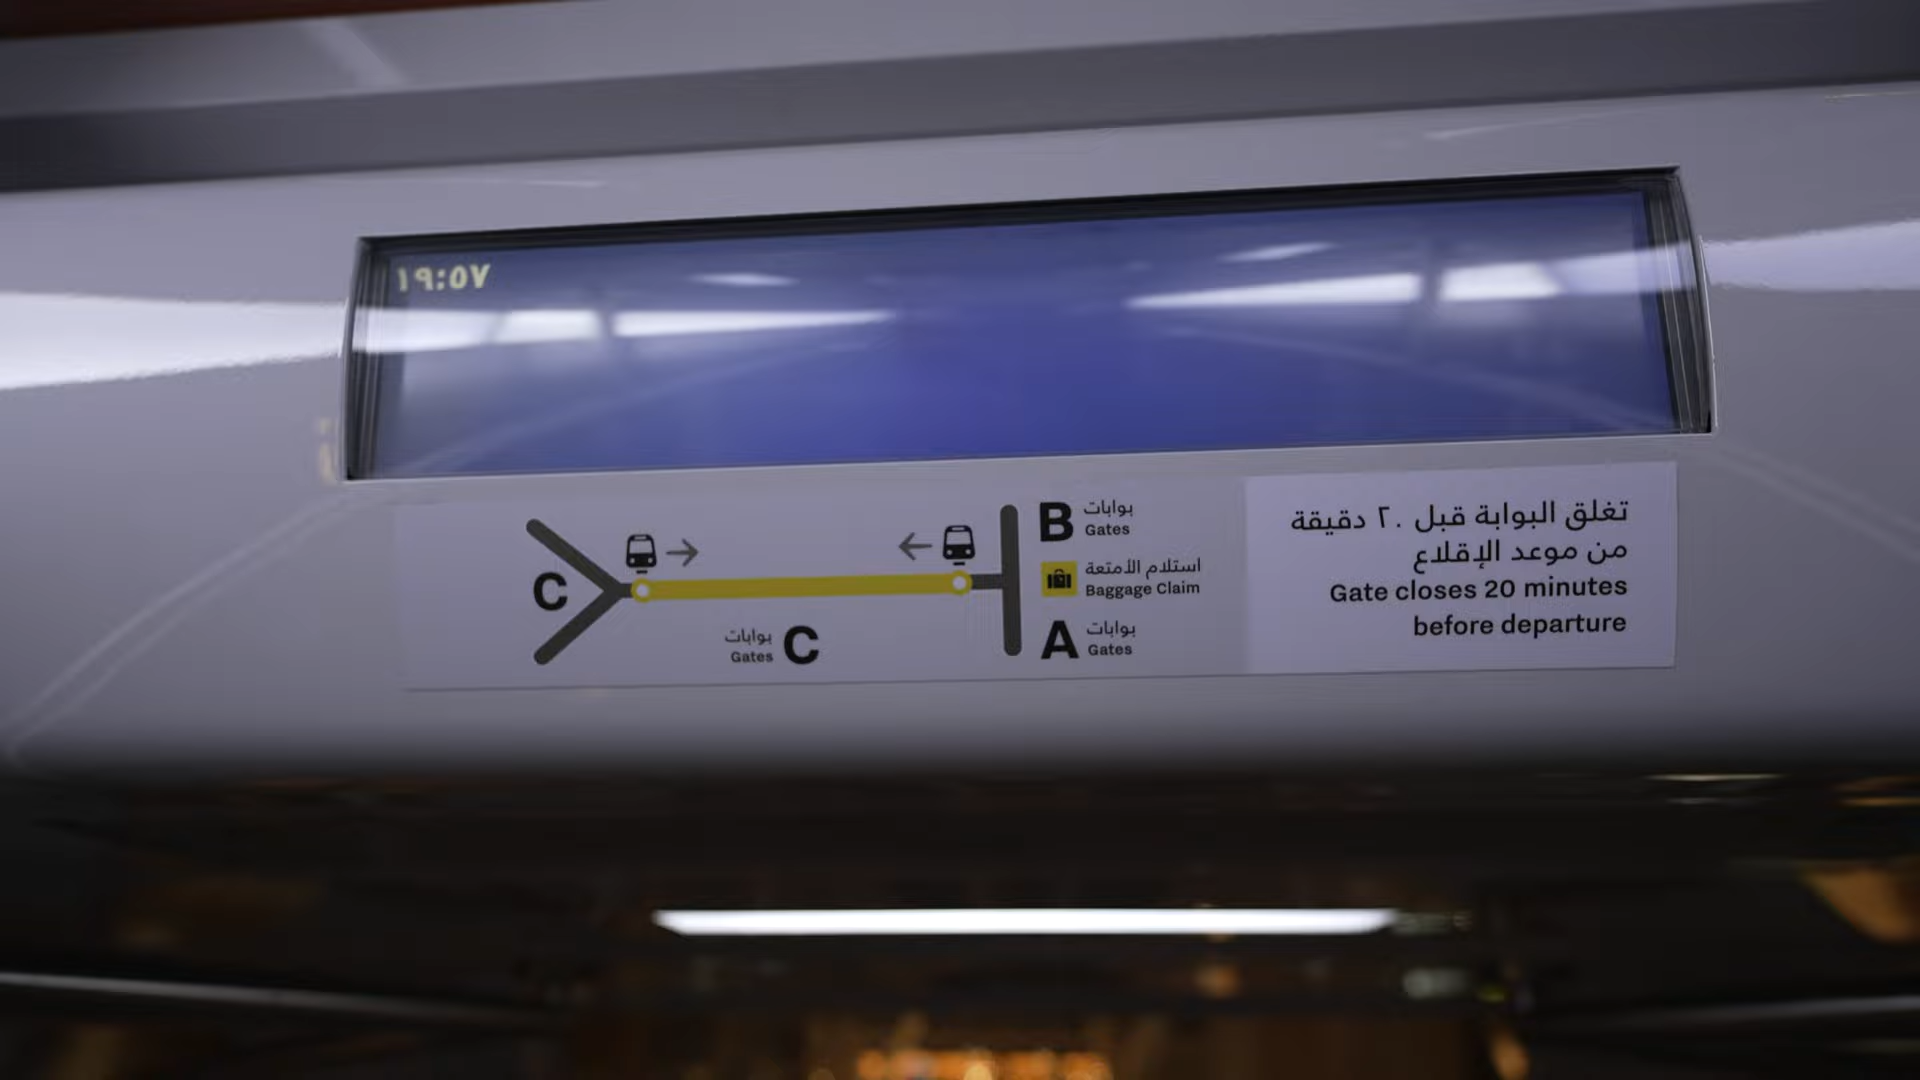 ١٩:٥٧
C
بوابات
Gates
C
B
بوابات
Gates
استلام الأمتعة
Baggage Claim
A
بوابات
Gates
تغلق البوابة قبل ٢٠ دقيقة
من موعد الإقلاع
Gate closes 20 minutes
before departure